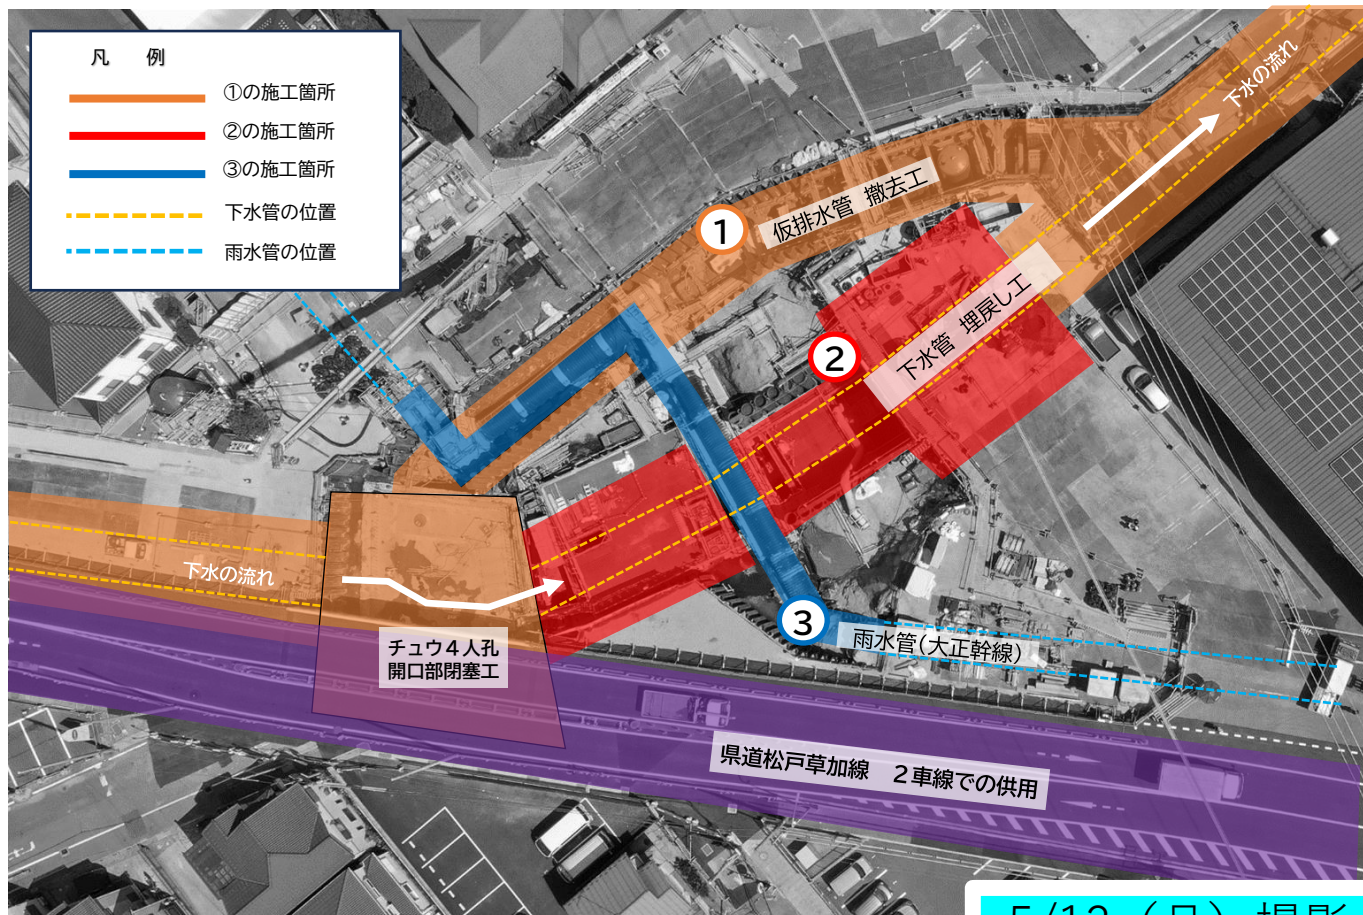 凡　例
①の施工箇所
②の施工箇所
③の施工箇所
下水管の位置
雨水管の位置
下水の流れ
①
仮排水管 撤去工
②
下水管 埋戻し工
下水の流れ
チュウ4人孔
開口部閉塞工
③
雨水管(大正幹線)
県道松戸草加線　2車線での供用